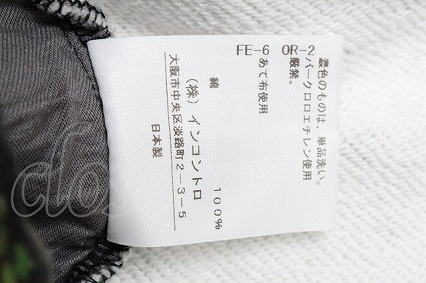 濃色のものは、単品洗い。
パークロロエチレン使用
厳禁。
FE-6 OR-2
あて布使用
綿 100%
(株)インコントロ
大阪市中央区淡路町2-3-5
日本製
clo